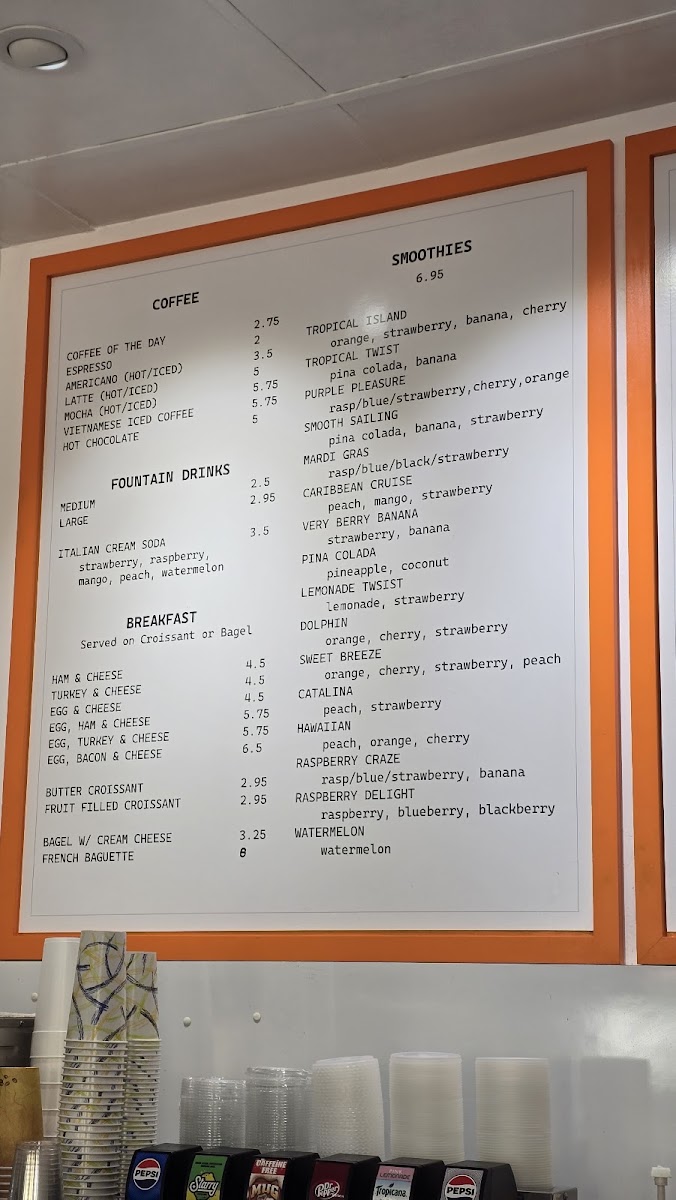 COFFEE
COFFEE OF THE DAY 2.75
ESPRESSO 2
AMERICANO (HOT/ICED) 3.5
LATTE (HOT/ICED) 5
MOCHA (HOT/ICED) 5.75
VIETNAMESE ICED COFFEE 5.75
HOT CHOCOLATE 5
FOUNTAIN DRINKS
MEDIUM 2.5
LARGE 2.95
ITALIAN CREAM SODA 3.5
strawberry, raspberry,
mango, peach, watermelon
BREAKFAST
Served on Croissant or Bagel
HAM & CHEESE 4.5
TURKEY & CHEESE 4.5
EGG & CHEESE 4.5
EGG, HAM & CHEESE 5.75
EGG, TURKEY & CHEESE 5.75
EGG, BACON & CHEESE 6.5
BUTTER CROISSANT 2.95
FRUIT FILLED CROISSANT 2.95
BAGEL W/ CREAM CHEESE 3.25
FRENCH BAGUETTE
SMOOTHIES
6.95
TROPICAL ISLAND
orange, strawberry, banana, cherry
TROPICAL TWIST
pina colada, banana
PURPLE PLEASURE
rasp/blue/strawberry,cherry,orange
SMOOTH SAILING
pina colada, banana, strawberry
MARDI GRAS
rasp/blue/black/strawberry
CARIBBEAN CRUISE
peach, mango, strawberry
VERY BERRY BANANA
strawberry, banana
PINA COLADA
pineapple, coconut
LEMONADE TWSIST
lemonade, strawberry
DOLPHIN
orange, cherry, strawberry
SWEET BREEZE
orange, cherry, strawberry, peach
CATALINA
peach, strawberry
HAWAIIAN
peach, orange, cherry
RASPBERRY CRAZE
rasp/blue/strawberry, banana
RASPBERRY DELIGHT
raspberry, blueberry, blackberry
WATERMELON
watermelon
PEPSI
Starry
CAFFEINE
FREE
MUG
Dr Pepper
LEMONADE
Tropicana
PEPSI